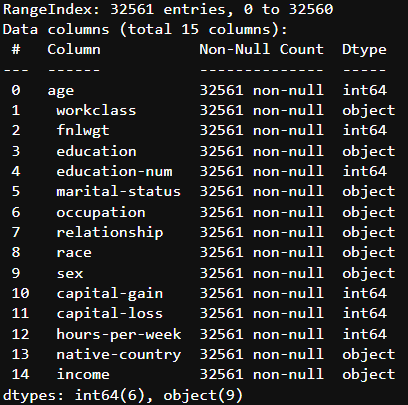 RangeIndex: 32561 entries, 0 to 32560
Data columns (total 15 columns):
 #   Column          Non-Null Count  Dtype
---  ------          --------------  -----
 0   age             32561 non-null  int64
 1    workclass      32561 non-null  object
 2    fnlwgt         32561 non-null  int64
 3    education      32561 non-null  object
 4    education-num  32561 non-null  int64
 5    marital-status 32561 non-null  object
 6    occupation     32561 non-null  object
 7    relationship   32561 non-null  object
 8    race           32561 non-null  object
 9    sex            32561 non-null  object
 10   capital-gain   32561 non-null  int64
 11   capital-loss   32561 non-null  int64
 12   hours-per-week 32561 non-null  int64
 13   native-country 32561 non-null  object
 14   income         32561 non-null  object
dtypes: int64(6), object(9)